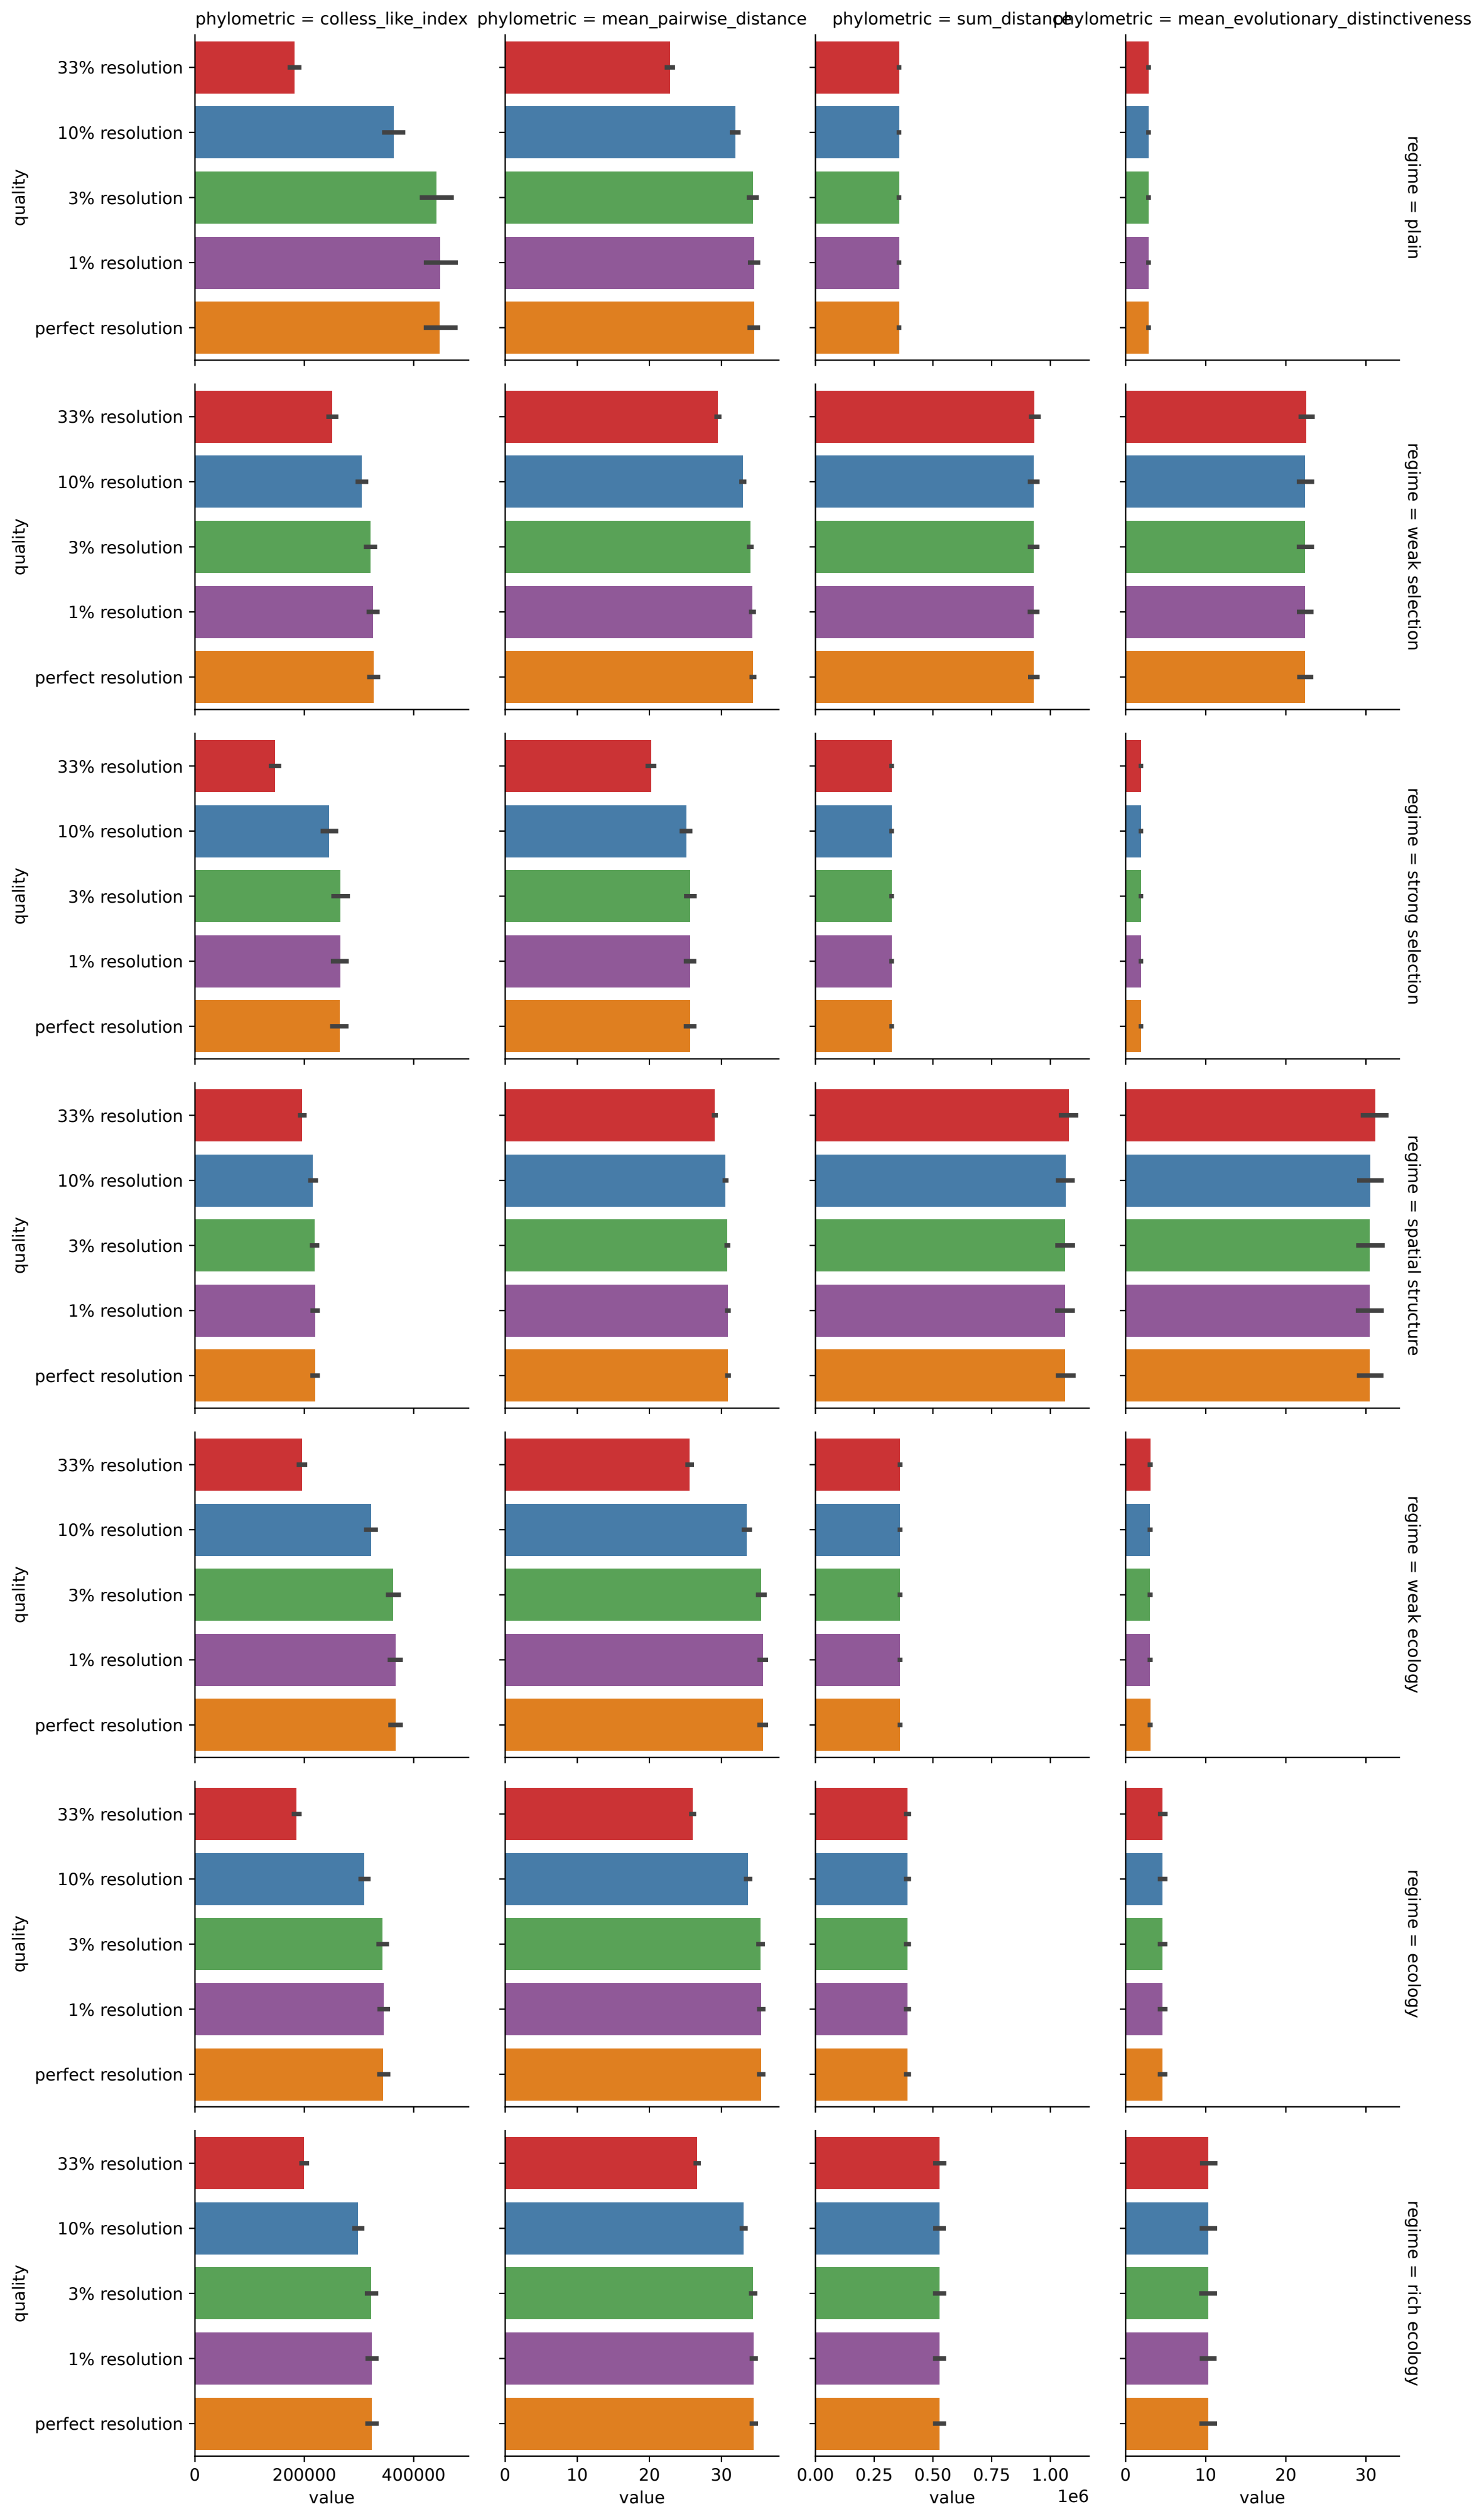 phylometric = colless_like_index
phylometric = mean_pairwise_distance
phylometric = sum_distance
phylometric = mean_evolutionary_distinctiveness
33% resolution
10% resolution
3% resolution
1% resolution
perfect resolution
quality
regime = plain
33% resolution
10% resolution
3% resolution
1% resolution
perfect resolution
quality
regime = weak selection
33% resolution
10% resolution
3% resolution
1% resolution
perfect resolution
quality
regime = strong selection
33% resolution
10% resolution
3% resolution
1% resolution
perfect resolution
quality
regime = spatial structure
33% resolution
10% resolution
3% resolution
1% resolution
perfect resolution
quality
regime = weak ecology
33% resolution
10% resolution
3% resolution
1% resolution
perfect resolution
quality
regime = ecology
33% resolution
10% resolution
3% resolution
1% resolution
perfect resolution
quality
regime = rich ecology
0 200000 400000
value
0 10 20 30
value
0.00 0.25 0.50 0.75 1.00
1e6
value
0 10 20 30
value